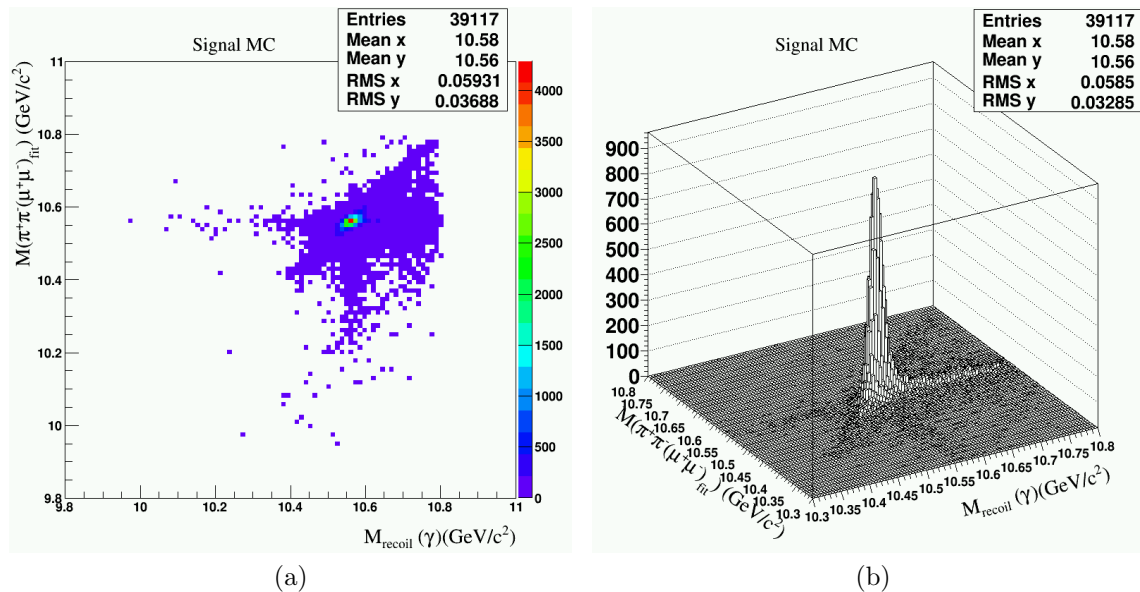 Signal MC
Entries 39117
Mean x 10.58
Mean y 10.56
RMS x 0.05931
RMS y 0.03688
M(π⁺π⁻(μ⁺μ⁻)fit) (GeV/c²)
11
10.8
10.6
10.4
10.2
10
9.8
9.8 10 10.2 10.4 10.6 10.8 11
M_recoil (γ)(GeV/c²)
4000
3500
3000
2500
2000
1500
1000
500
0
(a)
Signal MC
Entries 39117
Mean x 10.58
Mean y 10.56
RMS x 0.0585
RMS y 0.03285
900
800
700
600
500
400
300
200
100
0
10.8
10.75
10.7
10.65
10.6
10.55
10.5
10.45
10.4
10.35
10.3
M(π⁺π⁻(μ⁺μ⁻)fit) (GeV/c²)
10.3 10.35 10.4 10.45 10.5 10.55 10.6 10.65 10.7 10.75 10.8
M_recoil (γ)(GeV/c²)
(b)